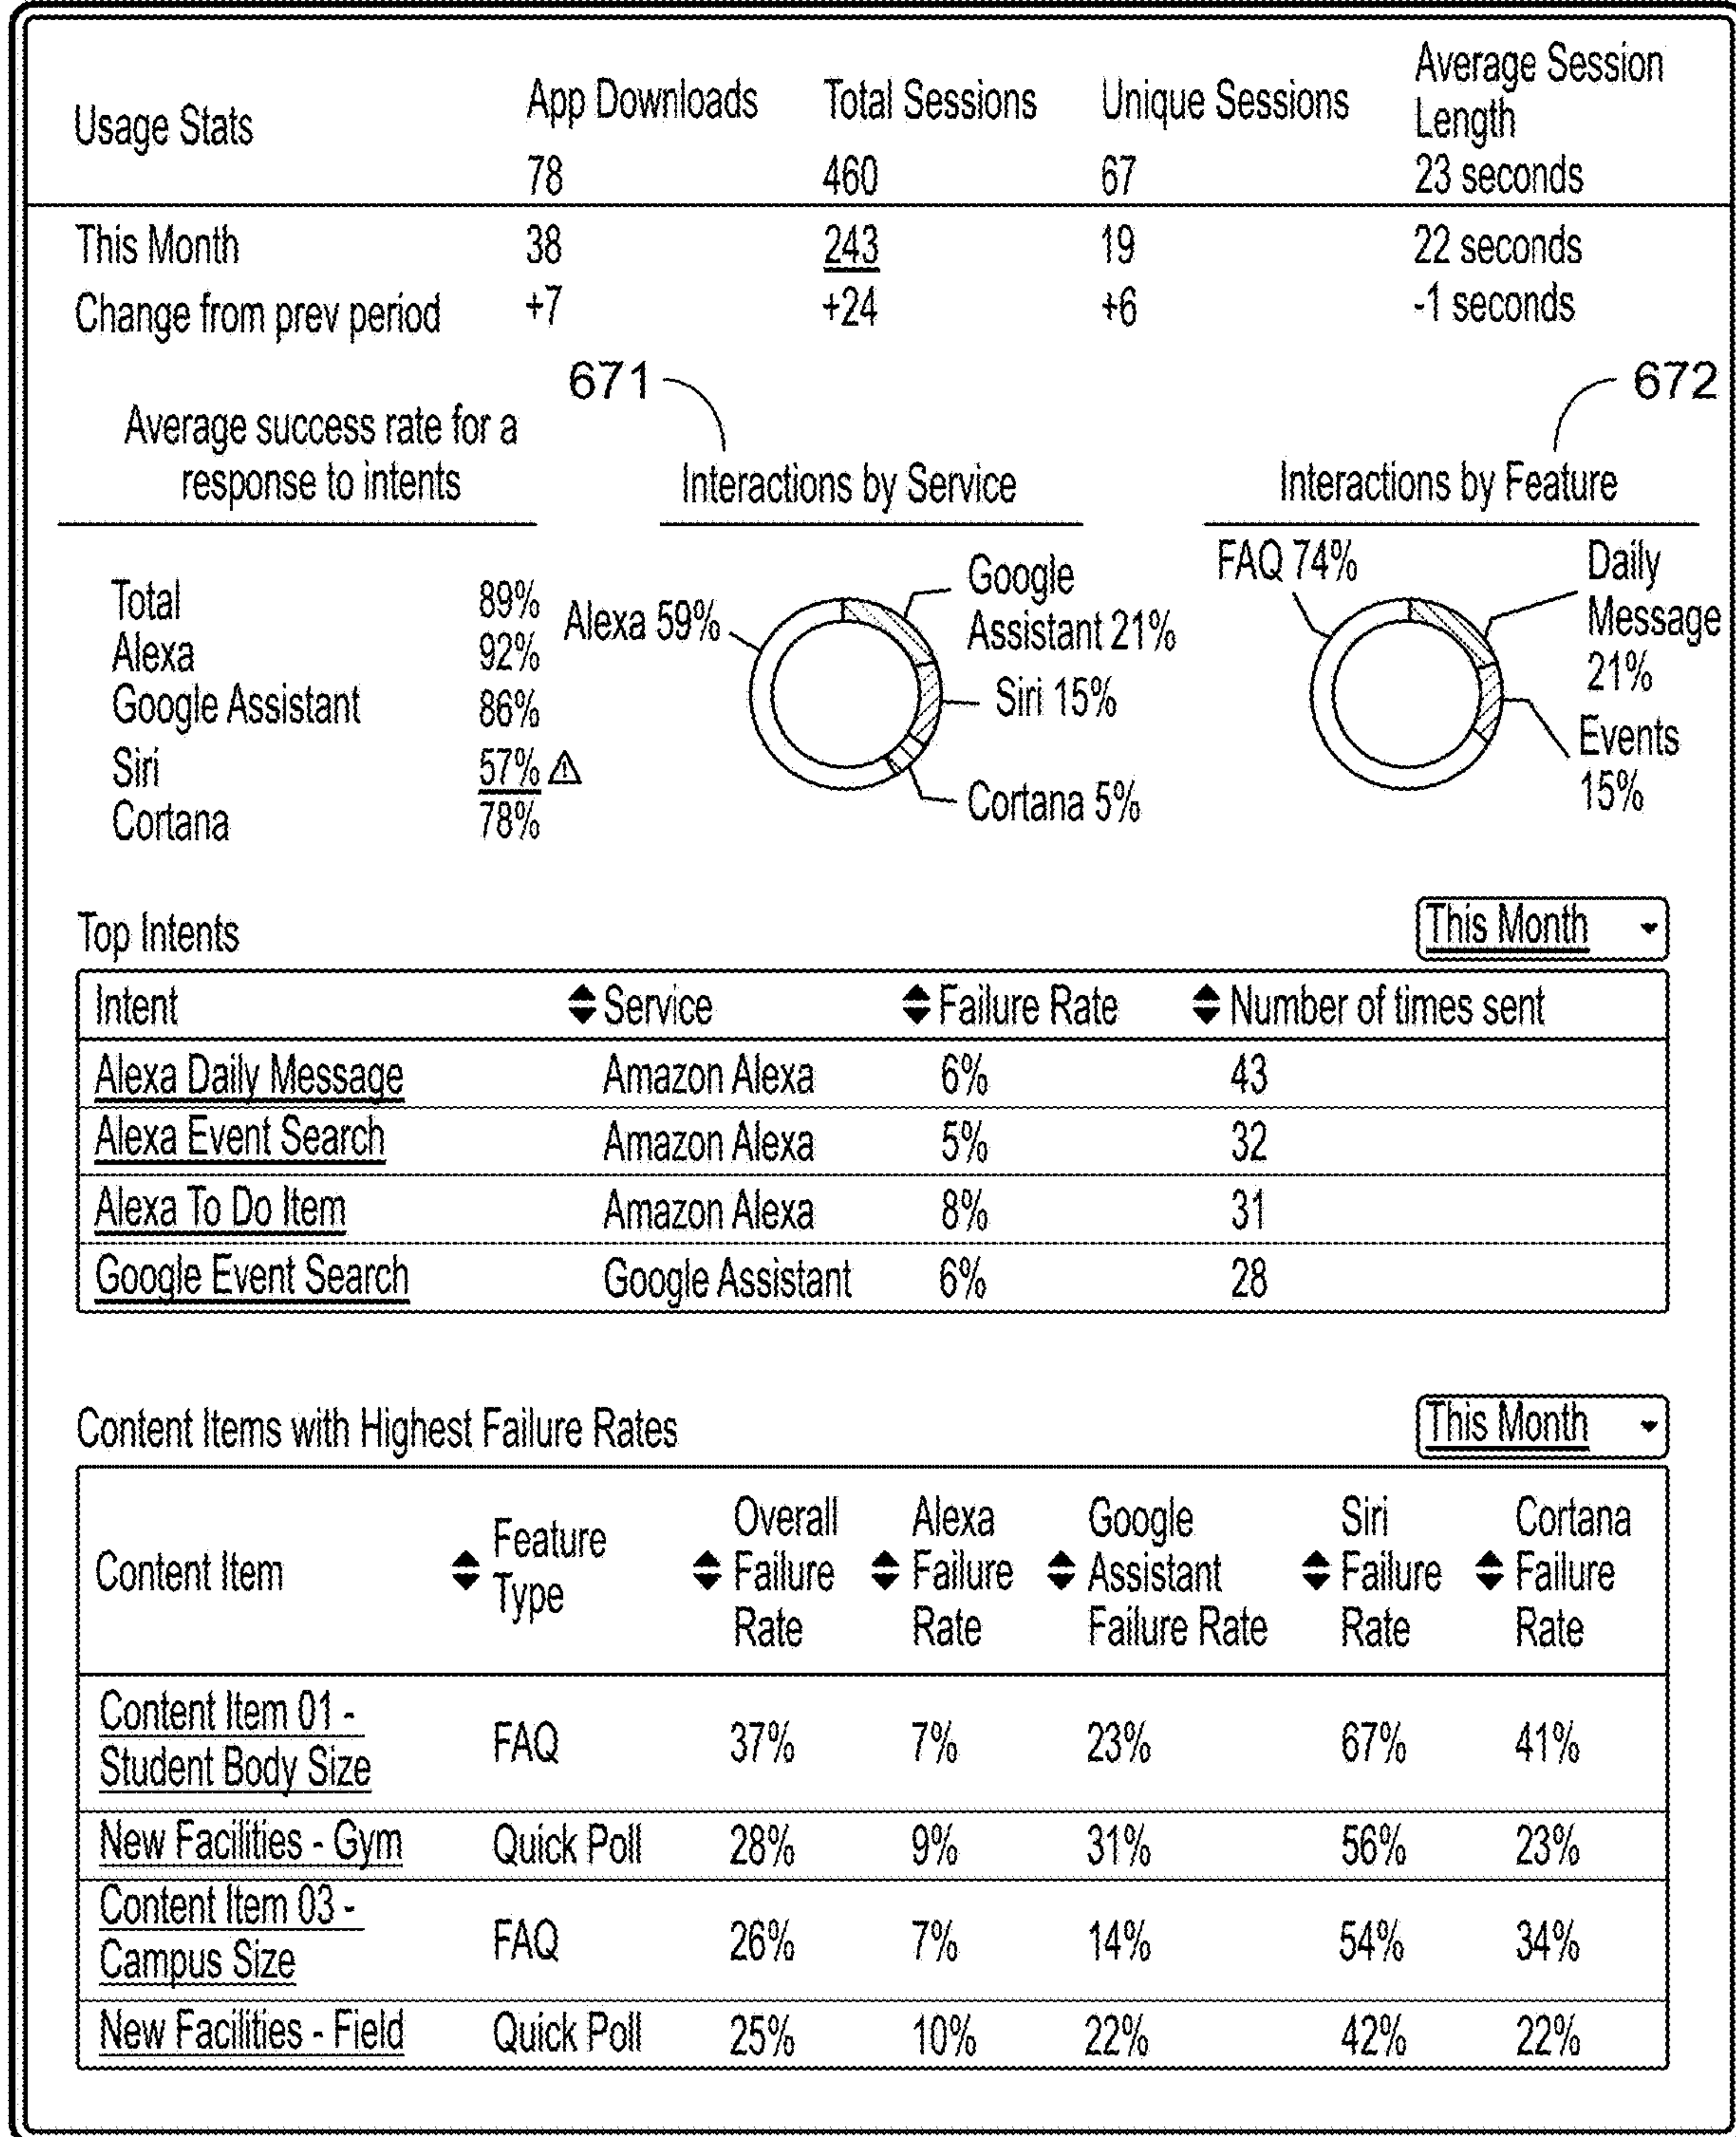 Usage Stats
App Downloads
Total Sessions
Unique Sessions
Average Session
Length
78
460
67
23 seconds
This Month
38
243
19
22 seconds
Change from prev period
+7
+24
+6
-1 seconds
671
672
Average success rate for a
response to intents
Total 89%
Alexa 92%
Google Assistant 86%
Siri 57%
Cortana 78%
Interactions by Service
Alexa 59%
Google
Assistant 21%
Siri 15%
Cortana 5%
Interactions by Feature
FAQ 74%
Daily
Message
21%
Events
15%
Top Intents
This Month
Intent Service Failure Rate Number of times sent
Alexa Daily Message Amazon Alexa 6% 43
Alexa Event Search Amazon Alexa 5% 32
Alexa To Do Item Amazon Alexa 8% 31
Google Event Search Google Assistant 6% 28
Content Items with Highest Failure Rates
This Month
Content Item
Feature
Type
Overall
Failure
Rate
Alexa
Failure
Rate
Google
Assistant
Failure Rate
Siri
Failure
Rate
Cortana
Failure
Rate
Content Item 01 -
Student Body Size
FAQ 37% 7% 23% 67% 41%
New Facilities - Gym Quick Poll 28% 9% 31% 56% 23%
Content Item 03 -
Campus Size
FAQ 26% 7% 14% 54% 34%
New Facilities - Field Quick Poll 25% 10% 22% 42% 22%